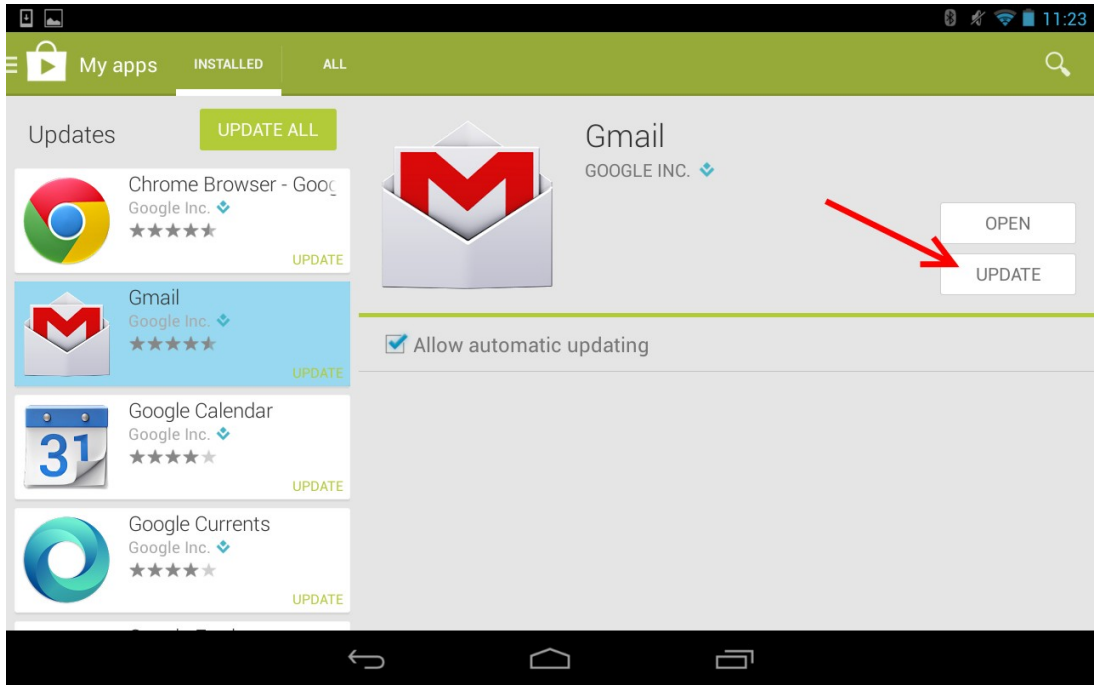 11:23
My apps INSTALLED ALL
Updates UPDATE ALL
Chrome Browser - Goog
Google Inc.
UPDATE
Gmail
Google Inc.
UPDATE
31
Google Calendar
Google Inc.
UPDATE
Google Currents
Google Inc.
UPDATE
Gmail
GOOGLE INC.
OPEN
UPDATE
Allow automatic updating